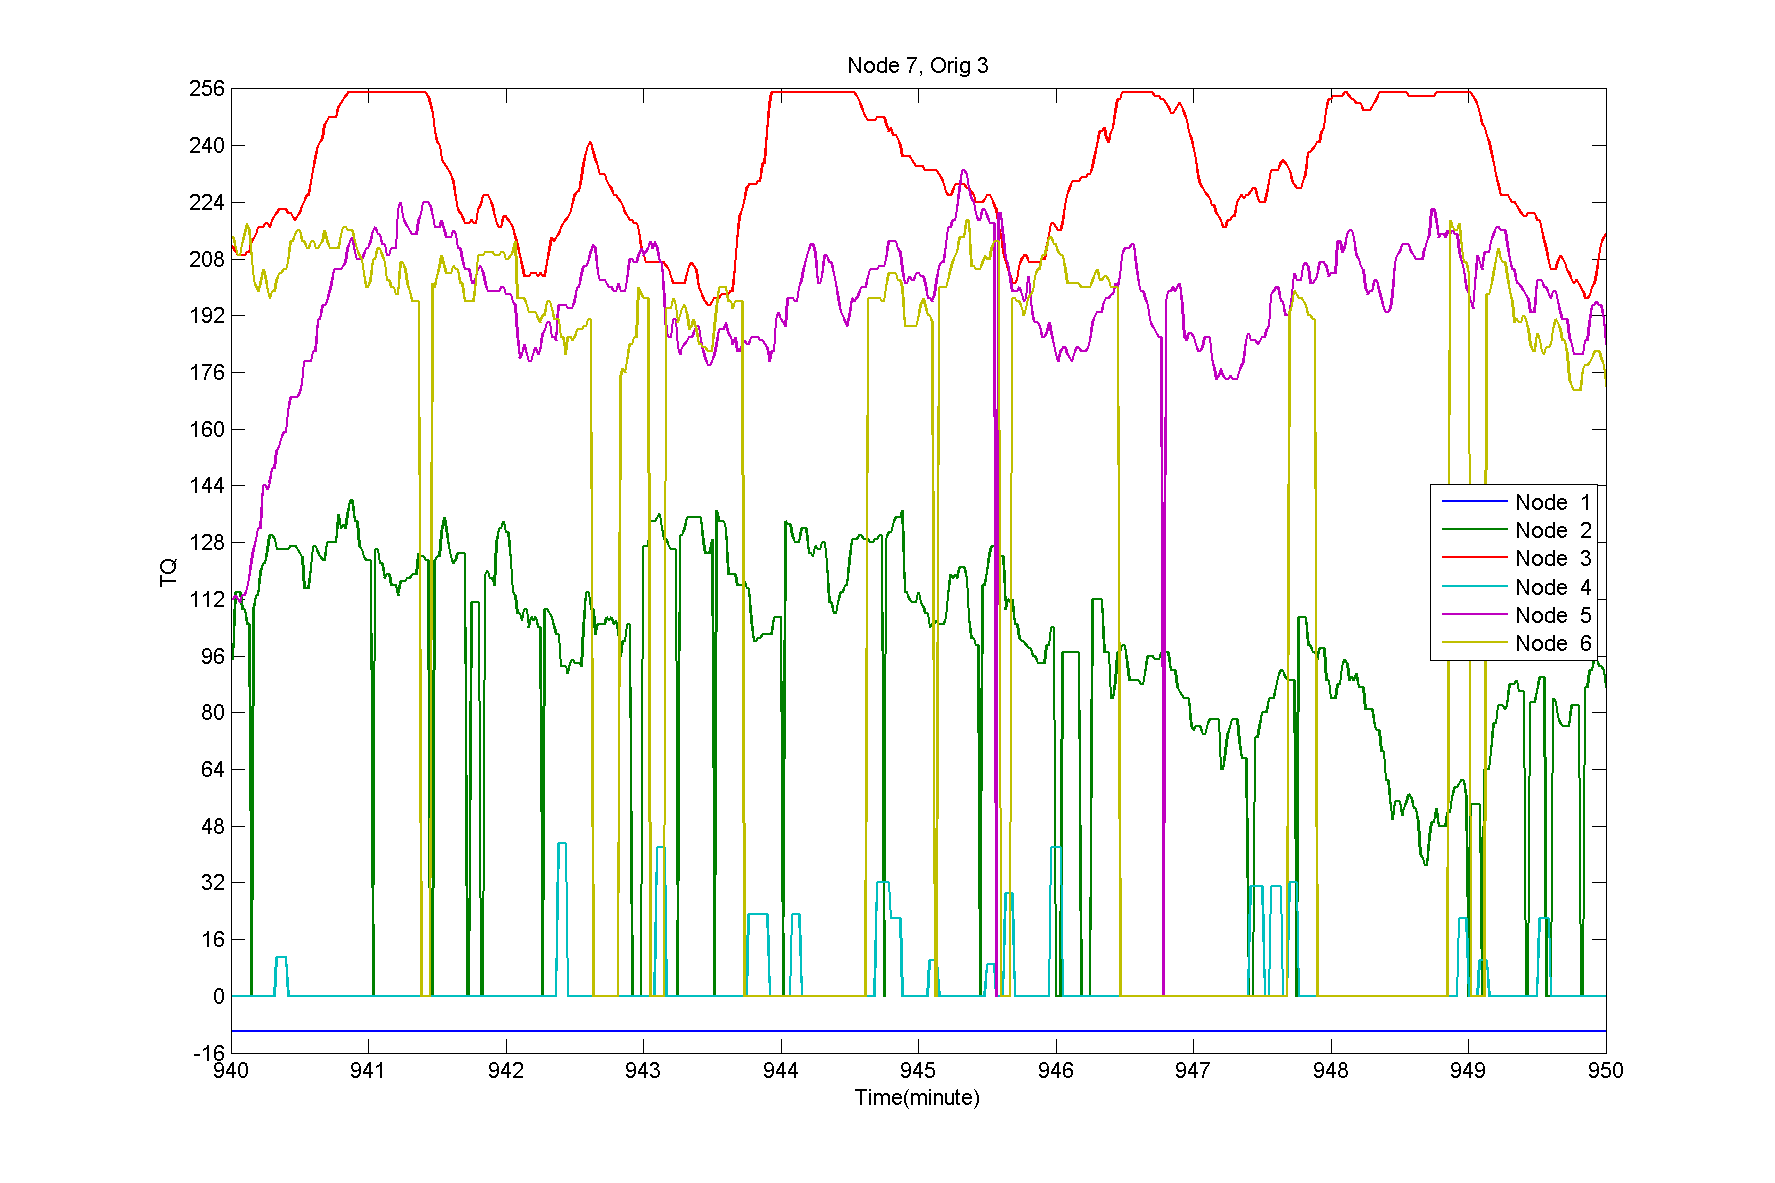 Node 7, Orig 3
256
240
224
208
192
176
160
144
128
112
96
80
64
48
32
16
0
-16
TQ
940 941 942 943 944 945 946 947 948 949 950
Time(minute)
Node 1
Node 2
Node 3
Node 4
Node 5
Node 6